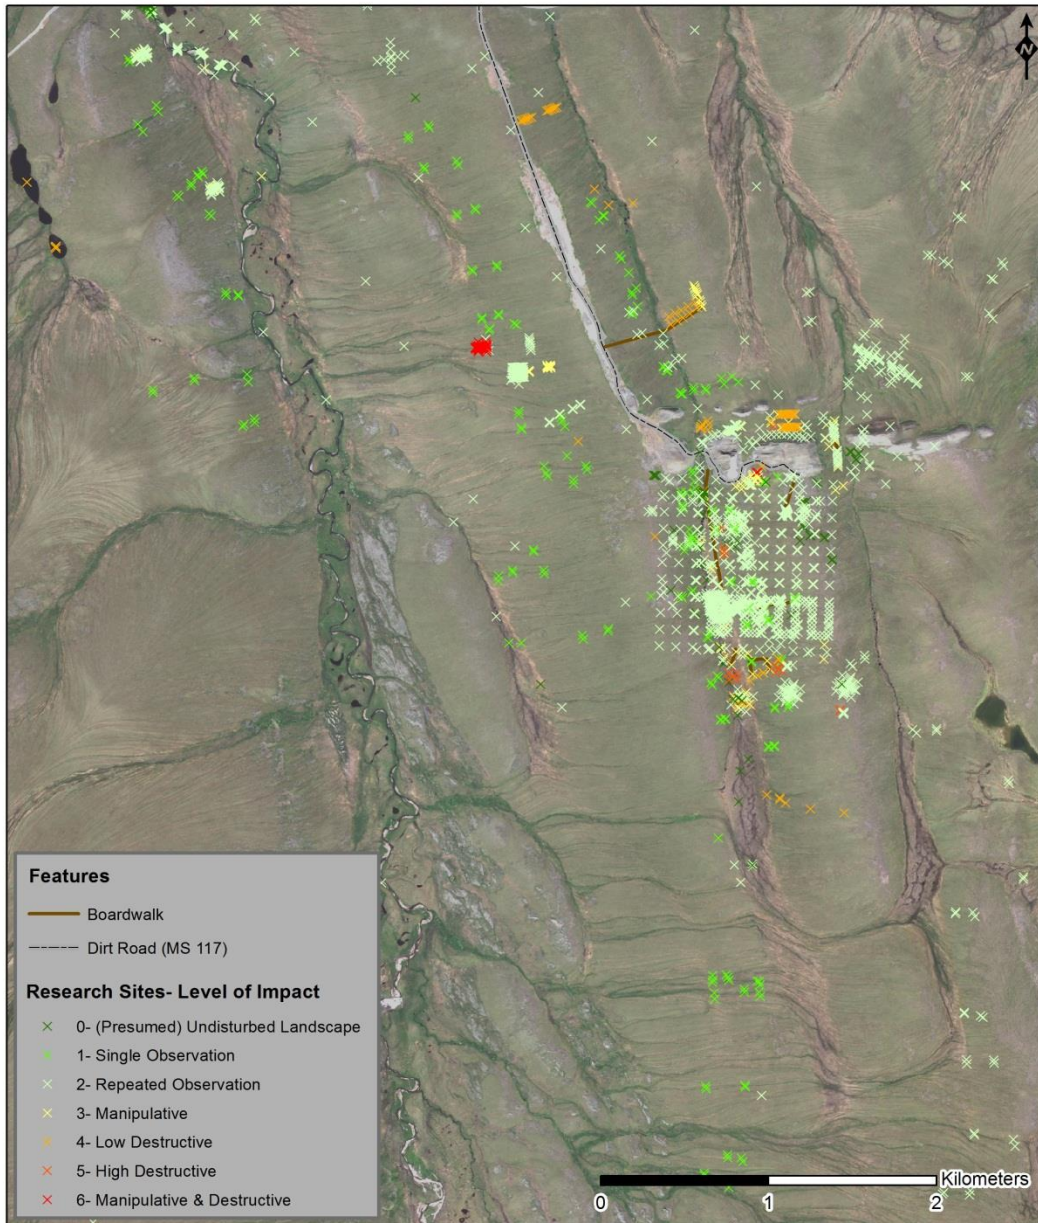 N
Features
Boardwalk
Dirt Road (MS 117)
Research Sites- Level of Impact
0- (Presumed) Undisturbed Landscape
1- Single Observation
2- Repeated Observation
3- Manipulative
4- Low Destructive
5- High Destructive
6- Manipulative & Destructive
Kilometers
0 1 2